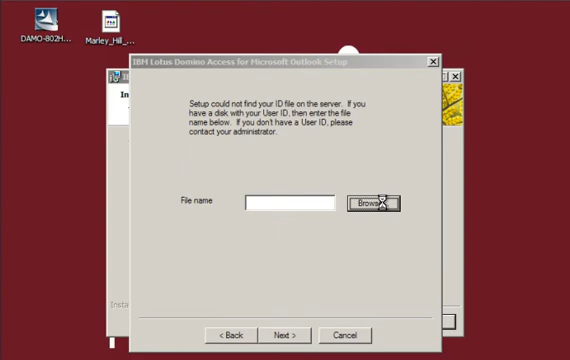 DAMO-802H...
Marley_Hill_...
IBM Lotus Domino Access for Microsoft Outlook Setup
Setup could not find your ID file on the server. If you
have a disk with your User ID, then enter the file
name below. If you don't have a User ID, please
contact your administrator.
File name
Brows
Insta
< Back
Next >
Cancel